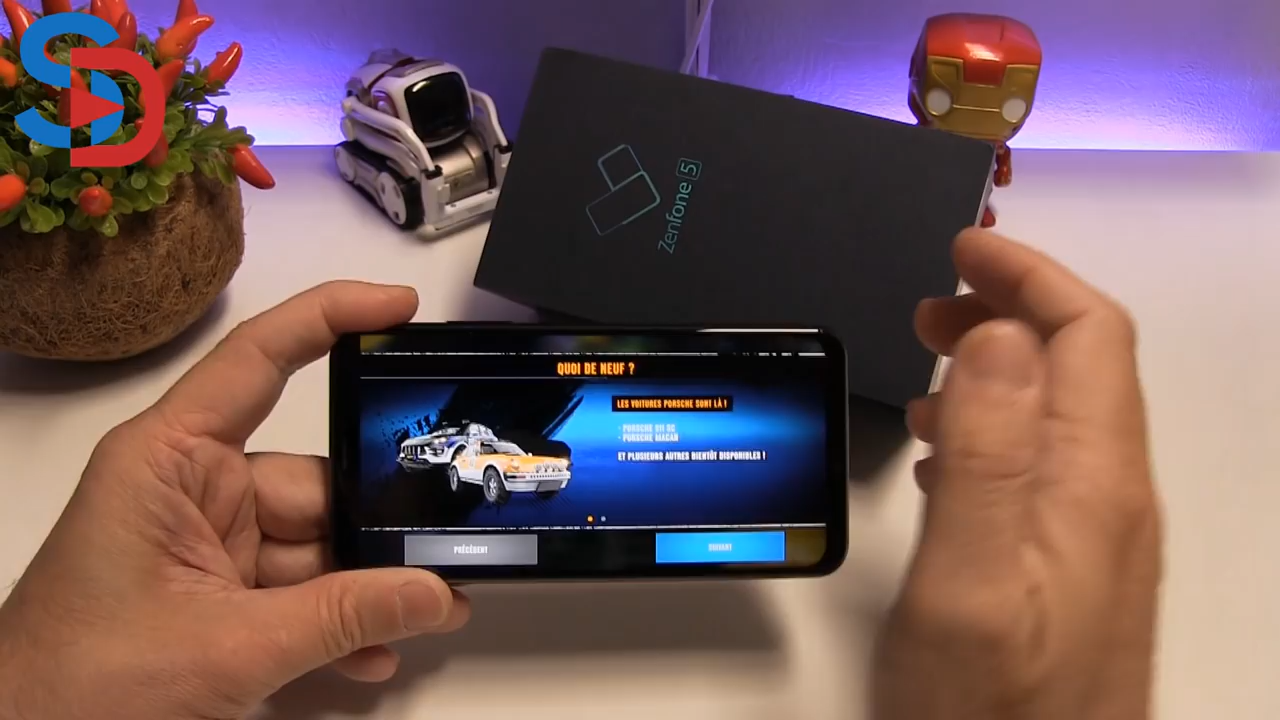 SD
Zenfone 5
QUOI DE NEUF ?
LES VOITURES PORSCHE SONT LÀ !
- PORSCHE 911 SC
- PORSCHE MACAN
ET PLUSIEURS AUTRES BIENTÔT DISPONIBLES !
PRÉCÉDENT
SUIVANT